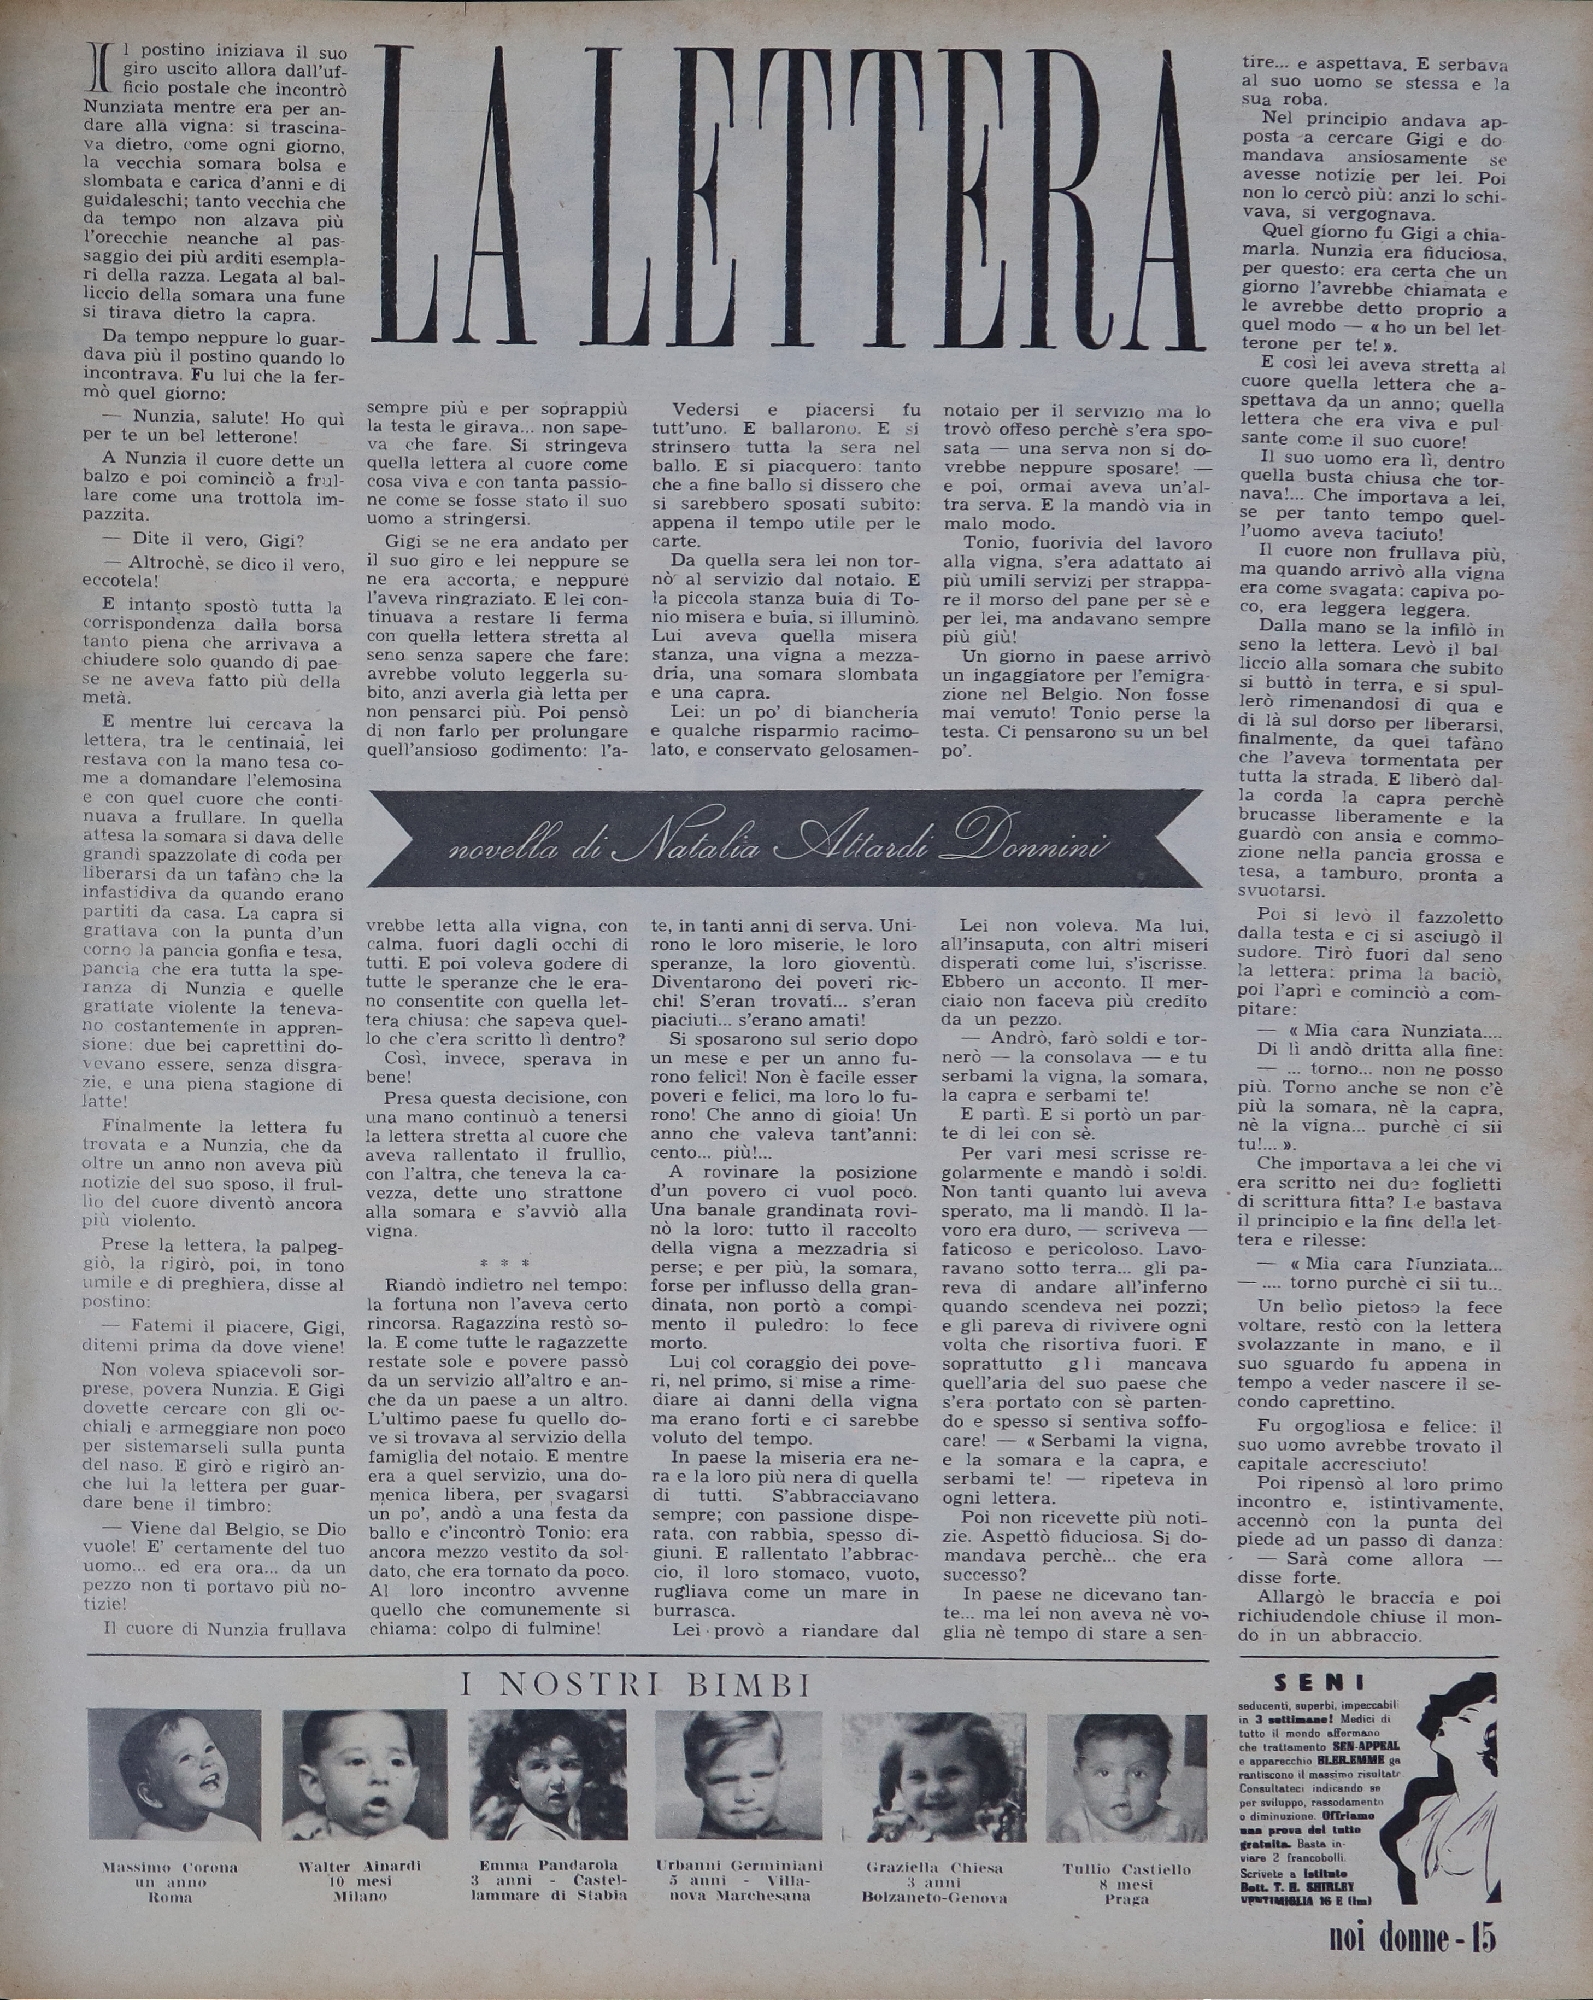 LA LETTERA
Il postino iniziava il suo
giro uscito allora dall'uf-
ficio postale che incontrò
Nunziata mentre era per an-
dare alla vigna: si trascina-
va dietro, come ogni giorno,
la vecchia somara bolsa e
slombata e carica d'anni e di
guidaleschi; tanto vecchia che
da tempo non alzava più
l'orecchie neanche al pas-
saggio dei più arditi esempla-
ri della razza. Legata al bal-
liccio della somara una fune
si tirava dietro la capra.
Da tempo neppure lo guar-
dava più il postino quando lo
incontrava. Fu lui che la fer-
mò quel giorno:
— Nunzia, salute! Ho quì
per te un bel letterone!
A Nunzia il cuore dette un
balzo e poi cominciò a frul-
lare come una trottola im-
pazzita.
— Dite il vero, Gigi?
— Altrochè, se dico il vero,
eccotela!
E intanto spostò tutta la
corrispondenza dalla borsa
tanto piena che arrivava a
chiudere solo quando di pae-
se ne aveva fatto più della
metà.
E mentre lui cercava la
lettera, tra le centinaia, lei
restava con la mano tesa co-
me a domandare l'elemosina
e con quel cuore che conti-
nuava a frullare. In quella
attesa la somara si dava delle
grandi spazzolate di coda per
liberarsi da un tafàno che la
infastidiva da quando erano
partiti da casa. La capra si
grattava con la punta d'un
corno la pancia gonfia e tesa,
pancia che era tutta la spe-
ranza di Nunzia e quelle
grattate violente la teneva-
no costantemente in appren-
sione: due bei caprettini do-
vevano essere, senza disgra-
zie, e una piena stagione di
latte!
Finalmente la lettera fu
trovata e a Nunzia, che da
oltre un anno non aveva più
notizie del suo sposo, il frul-
lio del cuore diventò ancora
più violento.
Prese la lettera, la palpeg-
giò, la rigirò, poi, in tono
umile e di preghiera, disse al
postino:
— Fatemi il piacere, Gigi,
ditemi prima da dove viene!
Non voleva spiacevoli sor-
prese, povera Nunzia. E Gigi
dovette cercare con gli oc-
chiali e armeggiare non poco
per sistemarseli sulla punta
del naso. E girò e rigirò an-
che lui la lettera per guar-
dare bene il timbro:
— Viene dal Belgio, se Dio
vuole! E' certamente del tuo
uomo... ed era ora... da un
pezzo non ti portavo più no-
tizie!
Il cuore di Nunzia frullava
sempre più e per soprappiù
la testa le girava... non sape-
va che fare. Si stringeva
quella lettera al cuore come
cosa viva e con tanta passio-
ne come se fosse stato il suo
uomo a stringersi.
Gigi se ne era andato per
il suo giro e lei neppure se
ne era accorta, e neppure
l'aveva ringraziato. E lei con-
tinuava a restare lì ferma
con quella lettera stretta al
seno senza sapere che fare:
avrebbe voluto leggerla su-
bito, anzi averla già letta per
non pensarci più. Poi pensò
di non farlo per prolungare
quell'ansioso godimento: l'a-
vrebbe letta alla vigna, con
calma, fuori dagli occhi di
tutti. E poi voleva godere di
tutte le speranze che le era-
no consentite con quella let-
tera chiusa: che sapeva quel-
lo che c'era scritto lì dentro?
Così, invece, sperava in
bene!
Presa questa decisione, con
una mano continuò a tenersi
la lettera stretta al cuore che
aveva rallentato il frullio,
con l'altra, che teneva la ca-
vezza, dette uno strattone
alla somara e s'avviò alla
vigna.
* * *
Riandò indietro nel tempo:
la fortuna non l'aveva certo
rincorsa. Ragazzina restò so-
la. E come tutte le ragazzette
restate sole e povere passò
da un servizio all'altro e an-
che da un paese a un altro.
L'ultimo paese fu quello do-
ve si trovava al servizio della
famiglia del notaio. E mentre
era a quel servizio, una do-
menica libera, per svagarsi
un po', andò a una festa da
ballo e c'incontrò Tonio: era
ancora mezzo vestito da sol-
dato, che era tornato da poco.
Al loro incontro avvenne
quello che comunemente si
chiama: colpo di fulmine!
Vedersi e piacersi fu
tutt'uno. E ballarono. E si
strinsero tutta la sera nel
ballo. E si piacquero: tanto
che a fine ballo si dissero che
si sarebbero sposati subito:
appena il tempo utile per le
carte.
Da quella sera lei non tor-
nò al servizio dal notaio. E
la piccola stanza buia di To-
nio misera e buia, si illuminò.
Lui aveva quella misera
stanza, una vigna a mezza-
dria, una somara slombata
e una capra.
Lei: un po' di biancheria
e qualche risparmio racimo-
lato, e conservato gelosamen-
te, in tanti anni di serva. Uni-
rono le loro miserie, le loro
speranze, la loro gioventù.
Diventarono dei poveri ric-
chi! S'eran trovati... s'eran
piaciuti... s'erano amati!
Si sposarono sul serio dopo
un mese e per un anno fu-
rono felici! Non è facile esser
poveri e felici, ma loro lo fu-
rono! Che anno di gioia! Un
anno che valeva tant'anni:
cento... più!...
A rovinare la posizione
d'un povero ci vuol poco.
Una banale grandinata rovi-
nò la loro: tutto il raccolto
della vigna a mezzadria si
perse; e per più, la somara,
forse per influsso della gran-
dinata, non portò a compi-
mento il puledro: lo fece
morto.
Lui col coraggio dei pove-
ri, nel primo, si mise a rime-
diare ai danni della vigna
ma erano forti e ci sarebbe
voluto del tempo.
In paese la miseria era ne-
ra e la loro più nera di quella
di tutti. S'abbracciavano
sempre; con passione dispe-
rata, con rabbia, spesso di-
giuni. E rallentato l'abbrac-
cio, il loro stomaco, vuoto,
rugliava come un mare in
burrasca.
Lei provò a riandare dal
notaio per il servizio ma lo
trovò offeso perchè s'era spo-
sata — una serva non si do-
vrebbe neppure sposare! —
e poi, ormai aveva un'al-
tra serva. E la mandò via in
malo modo.
Tonio, fuorivia del lavoro
alla vigna, s'era adattato ai
più umili servizi per strappa-
re il morso del pane per sè e
per lei, ma andavano sempre
più giù!
Un giorno in paese arrivò
un ingaggiatore per l'emigra-
zione nel Belgio. Non fosse
mai venuto! Tonio perse la
testa. Ci pensarono su un bel
po'.
novella di Natalia Attardi Donnini
Lei non voleva. Ma lui,
all'insaputa, con altri miseri
disperati come lui, s'iscrisse.
Ebbero un acconto. Il mer-
ciaio non faceva più credito
da un pezzo.
— Andrò, farò soldi e tor-
nerò — la consolava — e tu
serbami la vigna, la somara,
la capra e serbami te!
E partì. E si portò un par-
te di lei con sè.
Per vari mesi scrisse re-
golarmente e mandò i soldi.
Non tanti quanto lui aveva
sperato, ma li mandò. Il la-
voro era duro, — scriveva —
faticoso e pericoloso. Lavo-
ravano sotto terra... gli pa-
reva di andare all'inferno
quando scendeva nei pozzi;
e gli pareva di rivivere ogni
volta che risortiva fuori. E
soprattutto gli mancava
quell'aria del suo paese che
s'era portato con sè parten-
do e spesso si sentiva soffo-
care! — « Serbami la vigna,
e la somara e la capra, e
serbami te! — ripeteva in
ogni lettera.
Poi non ricevette più noti-
zie. Aspettò fiduciosa. Si do-
mandava perchè... che era
successo?
In paese ne dicevano tan-
te... ma lei non aveva nè vo-
glia nè tempo di stare a sen-
tire... e aspettava. E serbava
al suo uomo se stessa e la
sua roba.
Nel principio andava ap-
posta a cercare Gigi e do-
mandava ansiosamente se
avesse notizie per lei. Poi
non lo cercò più: anzi lo schi-
vava, si vergognava.
Quel giorno fu Gigi a chia-
marla. Nunzia era fiduciosa,
per questo: era certa che un
giorno l'avrebbe chiamata e
le avrebbe detto proprio a
quel modo — « ho un bel let-
terone per te! ».
E così lei aveva stretta al
cuore quella lettera che a-
spettava da un anno; quella
lettera che era viva e pul-
sante come il suo cuore!
Il suo uomo era lì, dentro
quella busta chiusa che tor-
nava!... Che importava a lei,
se per tanto tempo quel-
l'uomo aveva taciuto!
Il cuore non frullava più,
ma quando arrivò alla vigna
era come svagata: capiva po-
co, era leggera leggera.
Dalla mano se la infilò in
seno la lettera. Levò il bal-
liccio alla somara che subito
si buttò in terra, e si spul-
lerò rimenandosi di qua e
di là sul dorso per liberarsi,
finalmente, da quel tafàno
che l'aveva tormentata per
tutta la strada. E liberò dal-
la corda la capra perchè
brucasse liberamente e la
guardò con ansia e commo-
zione nella pancia grossa e
tesa, a tamburo, pronta a
svuotarsi.
Poi si levò il fazzoletto
dalla testa e ci si asciugò il
sudore. Tirò fuori dal seno
la lettera: prima la baciò,
poi l'aprì e cominciò a com-
pitare:
— « Mia cara Nunziata....
Di lì andò dritta alla fine:
— ... torno... non ne posso
più. Torno anche se non c'è
più la somara, nè la capra,
nè la vigna... purchè ci sii
tu!... ».
Che importava a lei che vi
era scritto nei due foglietti
di scrittura fitta? Le bastava
il principio e la fine della let-
tera e rilesse:
— « Mia cara Nunziata...
— .... torno purchè ci sii tu...
Un belìo pietoso la fece
voltare, restò con la lettera
svolazzante in mano, e il
suo sguardo fu appena in
tempo a veder nascere il se-
condo caprettino.
Fu orgogliosa e felice: il
suo uomo avrebbe trovato il
capitale accresciuto!
Poi ripensò al loro primo
incontro e, istintivamente,
accennò con la punta del
piede ad un passo di danza:
— Sarà come allora —
disse forte.
Allargò le braccia e poi
richiudendole chiuse il mon-
do in un abbraccio.
I NOSTRI BIMBI
Massimo Corona
un anno
Roma
Walter Ainardi
10 mesi
Milano
Emma Pandarola
3 anni - Castel-
lammare di Stabia
Urbanni Germiniani
5 anni - Villa-
nova Marchesana
Graziella Chiesa
3 anni
Bolzaneto-Genova
Tullio Castiello
8 mesi
Praga
SENI
seducenti, superbi, impeccabili
in 3 settimane! Medici di
tutto il mondo affermano
che trattamento SEN-APPEAL
e apparecchio BLER.EMME ga
rantiscono il massimo risultato
Consultateci indicando se
per sviluppo, rassodamento
o diminuzione. Offriamo
una prova del tutto
gratuita. Basta in-
viare 2 francobolli.
Scrivete a Istituto
Dott. T. B. SHIRLEY
VENTIMIGLIA 16 E (Im)
noi donne - 15